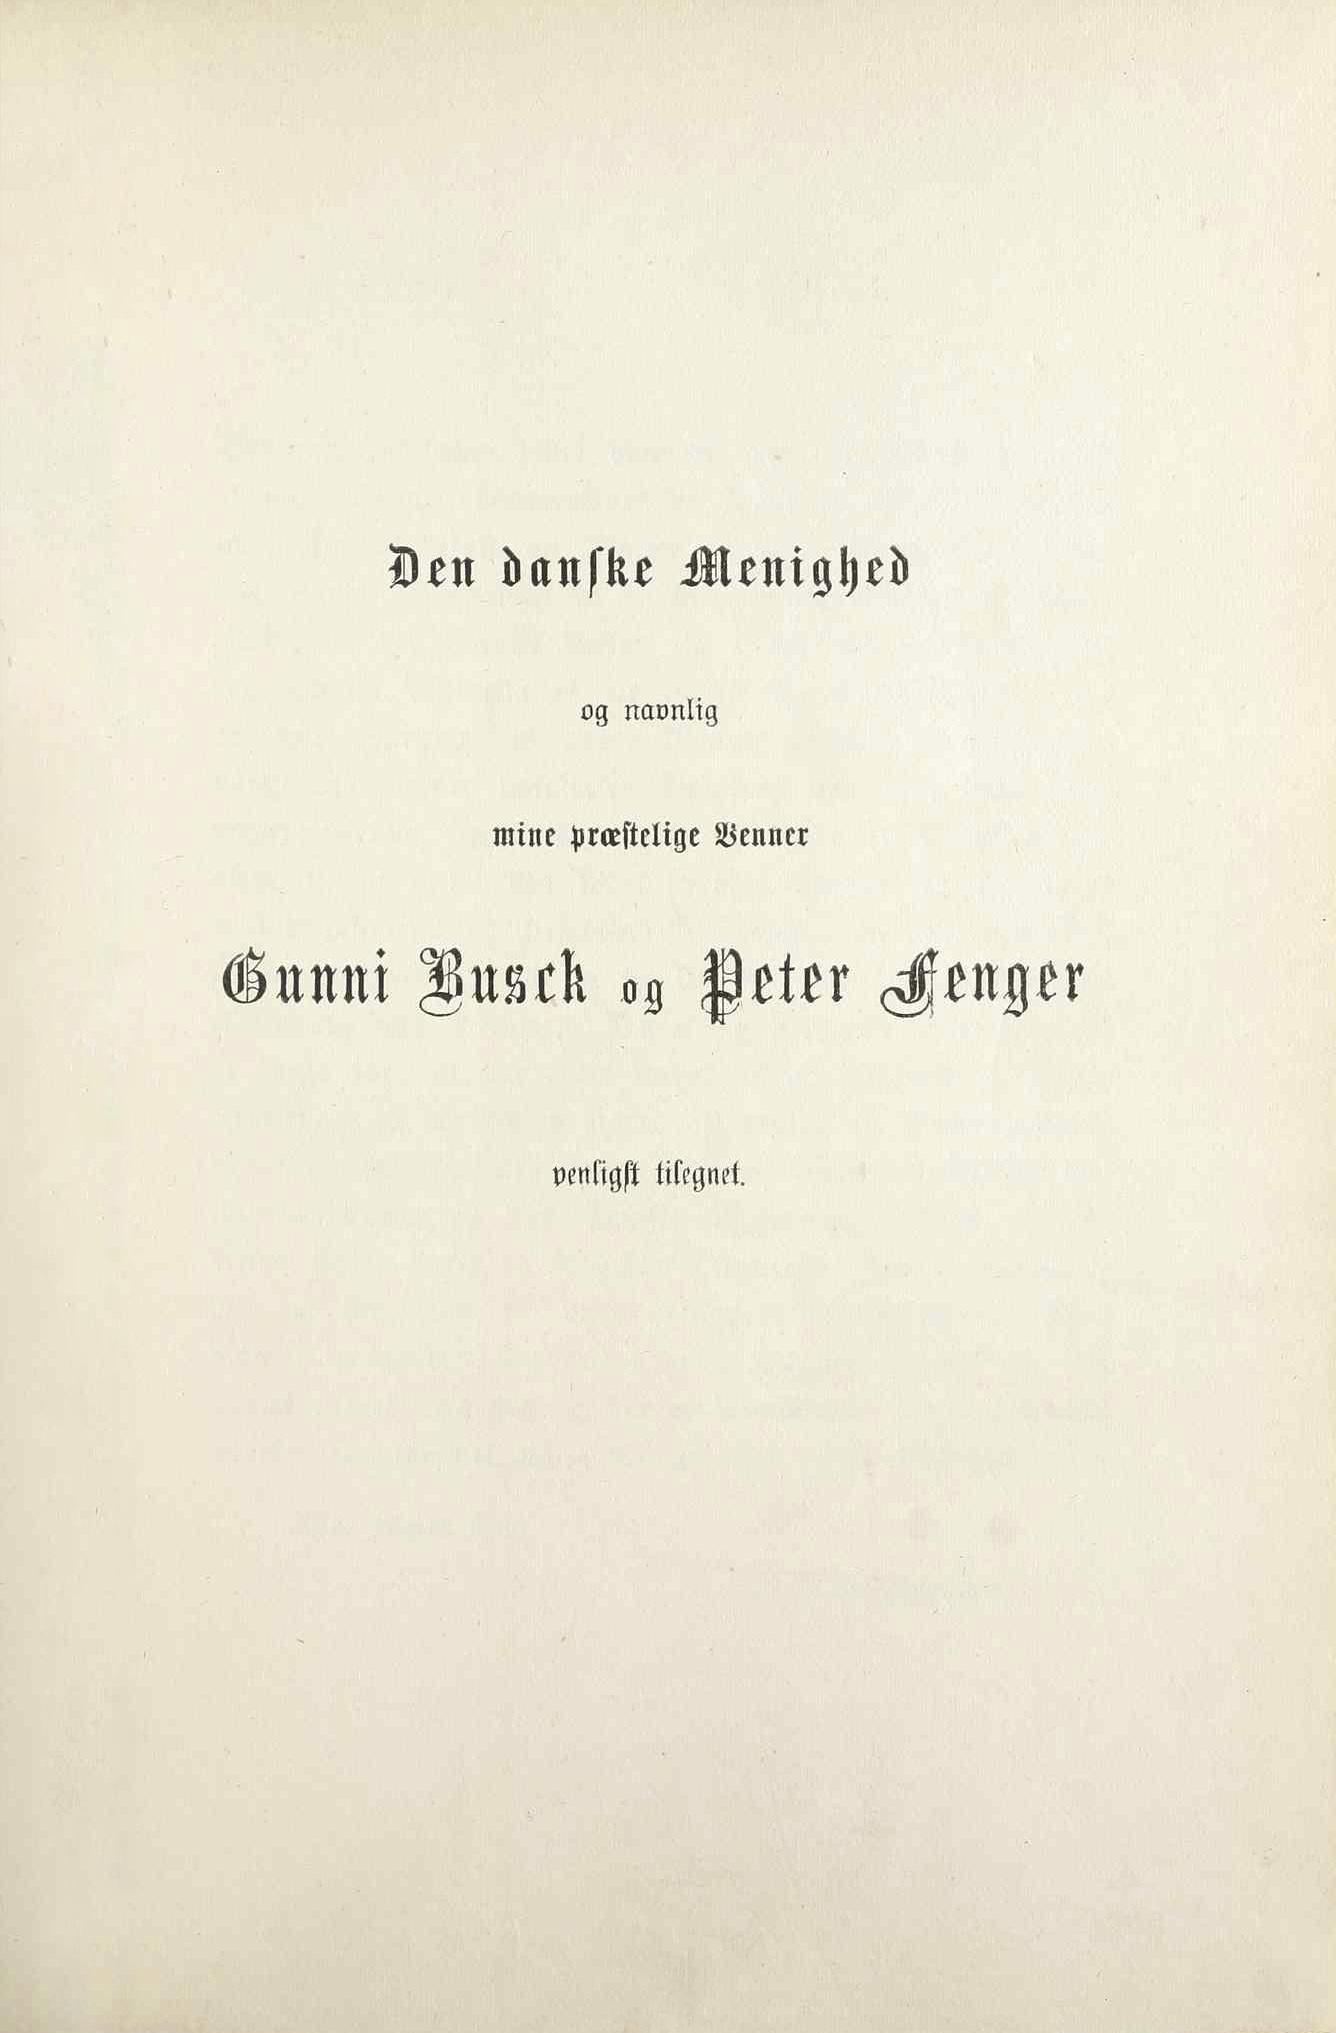 Den danſke Menighed
og navnlig
mine præſtelige Venner
Gunni Busck og Peter Fenger
venligſt tilegnet.